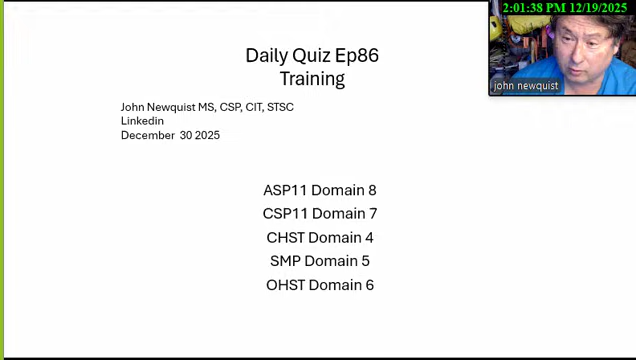 2:01:38 PM 12/19/2025
Daily Quiz Ep86
Training
John Newquist MS, CSP, CIT, STSC
Linkedin
December 30 2025
john newquist
ASP11 Domain 8
CSP11 Domain 7
CHST Domain 4
SMP Domain 5
OHST Domain 6